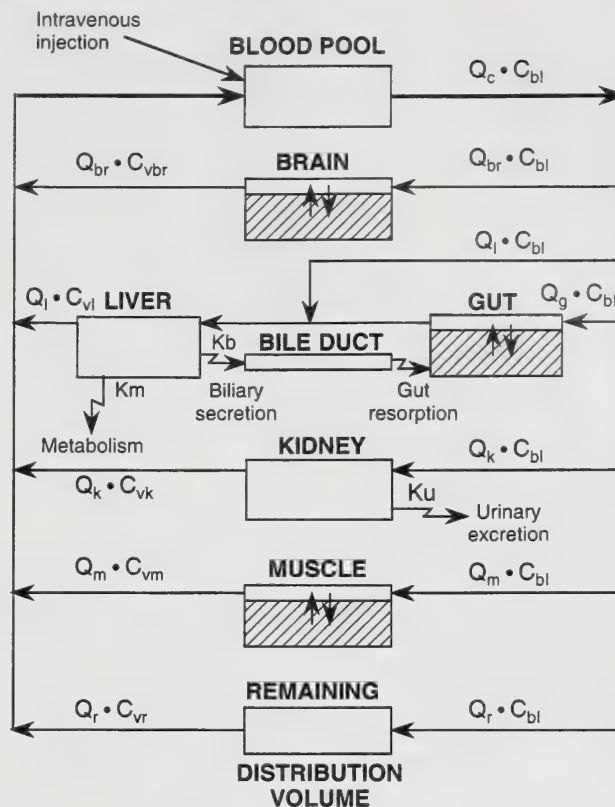 Intravenous
injection
BLOOD POOL
Q_c • C_bl
Q_br • C_vbr
BRAIN
Q_br • C_bl
Q_l • C_bl
Q_l • C_vl
LIVER
GUT
Q_g • C_bl
Kb
BILE DUCT
Km
Biliary
secretion
Gut
resorption
Metabolism
KIDNEY
Q_k • C_bl
Q_k • C_vk
Ku
Urinary
excretion
Q_m • C_vm
MUSCLE
Q_m • C_bl
REMAINING
Q_r • C_vr
Q_r • C_bl
DISTRIBUTION
VOLUME